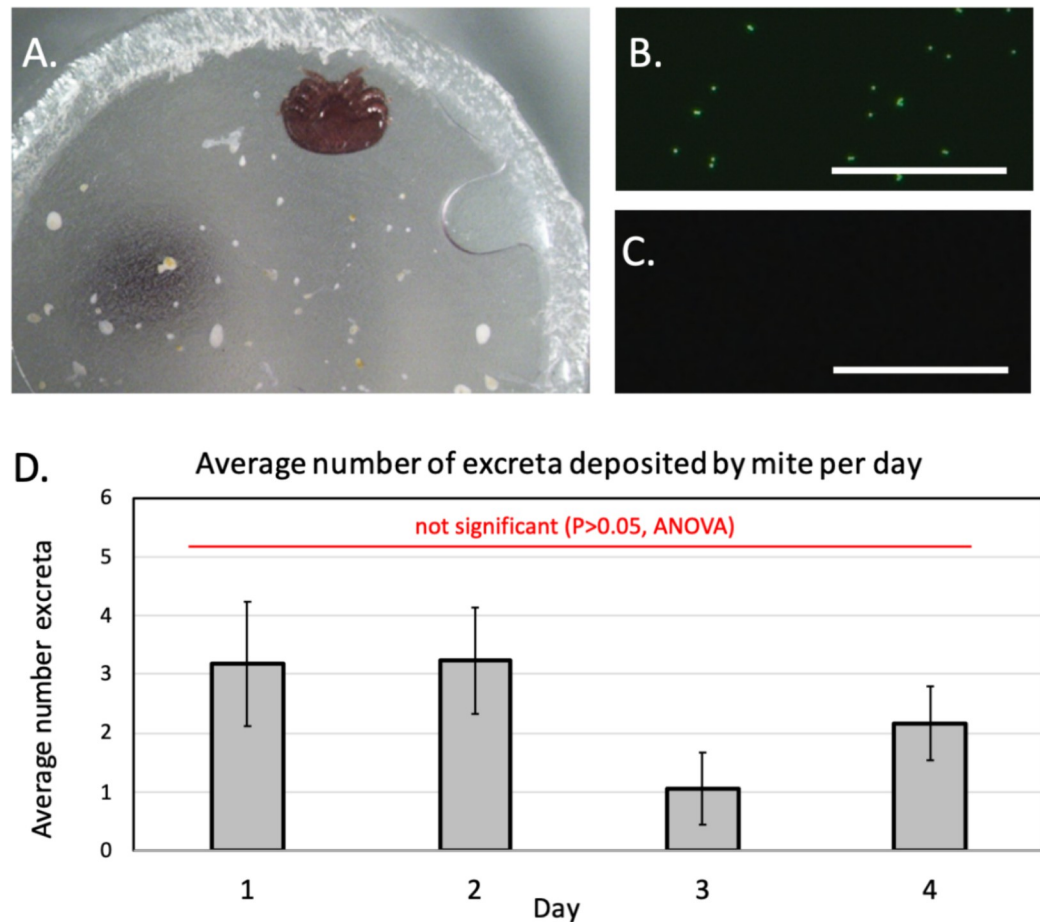 A.
B.
C.
D.
Average number of excreta deposited by mite per day
not significant (P>0.05, ANOVA)
Average number excreta
6
5
4
3
2
1
0
1 2 3 4
Day